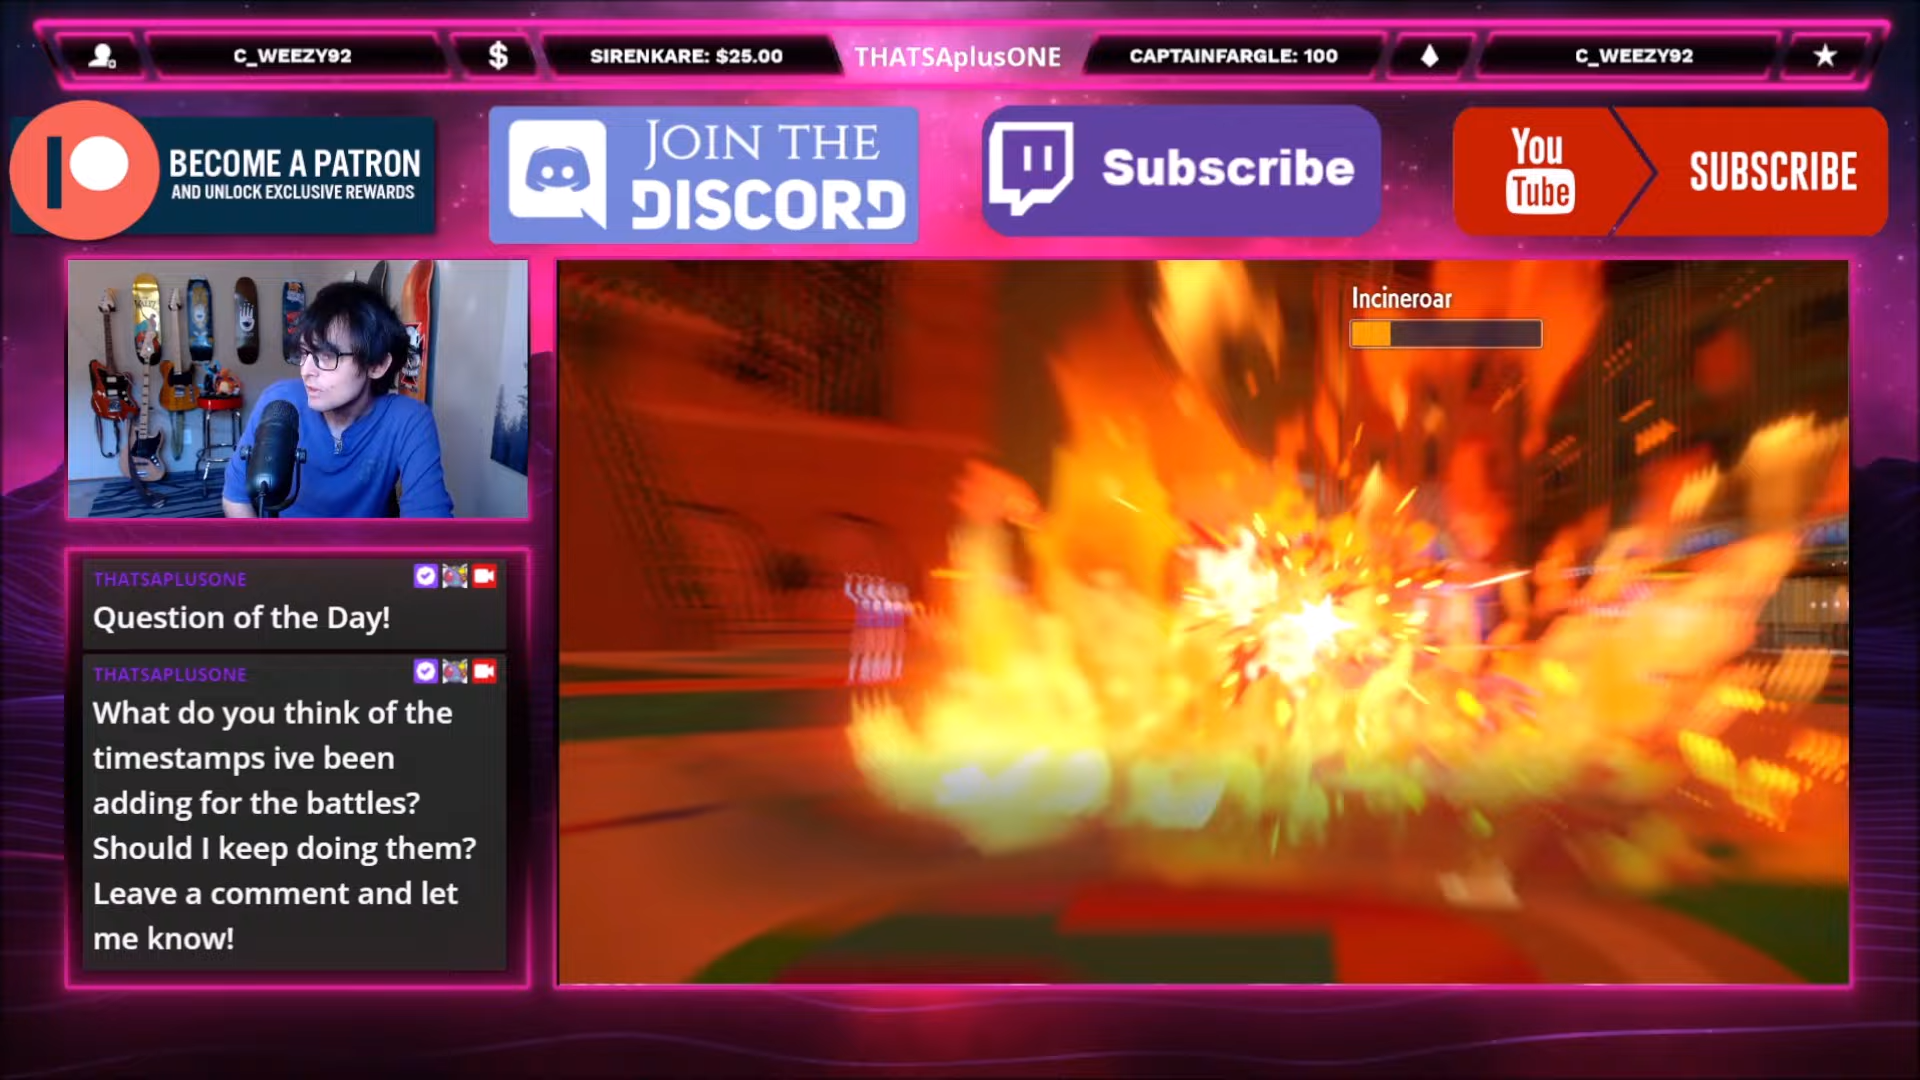 C_WEEZY92
$
SIRENKARE: $25.00
THATSAplusONE
CAPTAINFARGLE: 100
C_WEEZY92
BECOME A PATRON
AND UNLOCK EXCLUSIVE REWARDS
JOIN THE
DISCORD
Subscribe
You
Tube
SUBSCRIBE
Incineroar
THATSAPLUSONE
Question of the Day!
THATSAPLUSONE
What do you think of the
timestamps ive been
adding for the battles?
Should I keep doing them?
Leave a comment and let
me know!